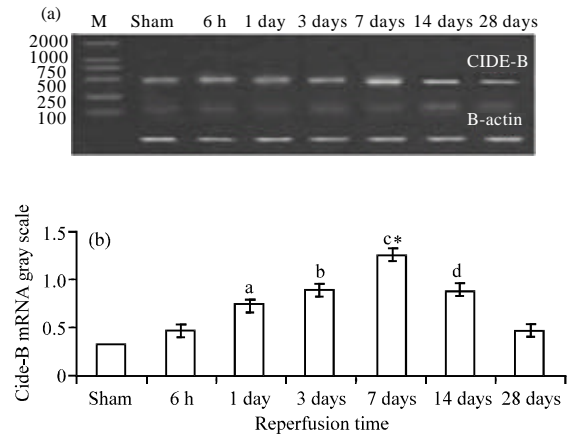 (a)
M Sham 6 h 1 day 3 days 7 days 14 days 28 days
2000
1000
750
500
250
100
CIDE-B
B-actin
(b)
Cide-B mRNA gray scale
1.5
1.0
0.5
0
a
b
c*
d
Sham 6 h 1 day 3 days 7 days 14 days 28 days
Reperfusion time